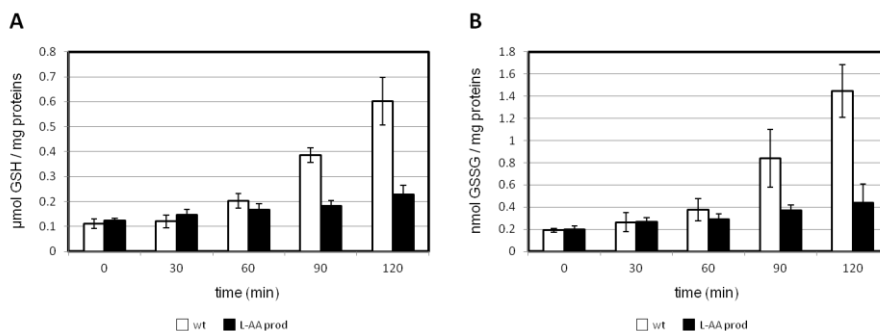 A
µmol GSH / mg proteins
0.8
0.7
0.6
0.5
0.4
0.3
0.2
0.1
0
0 30 60 90 120
time (min)
wt L-AA prod
B
nmol GSSG / mg proteins
1.8
1.6
1.4
1.2
1
0.8
0.6
0.4
0.2
0
0 30 60 90 120
time (min)
wt L-AA prod